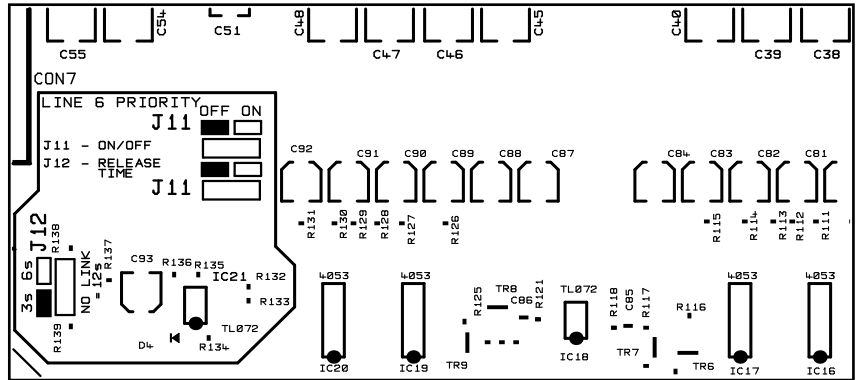 C55
C54
C51
C48
C47
C46
C45
C40
C39
C38
CON7
LINE 6 PRIORITY
OFF ON
J11
J11 - ON/OFF
J12 - RELEASE
TIME
J11
C92
C91
C90
C89
C88
C87
C84
C83
C82
C81
R131
R130
R129
R128
R127
R126
R115
R114
R113
R112
R111
J12
R138
R137
C93
R136
R135
IC21
R132
R133
3s 6s
NO LINK
=12s
R139
D4
R134
TL072
4053
IC20
4053
IC19
R125
TR8
C86
R121
TR9
TL072
IC18
R118
C85
R117
R116
TR7
TR6
4053
IC17
4053
IC16